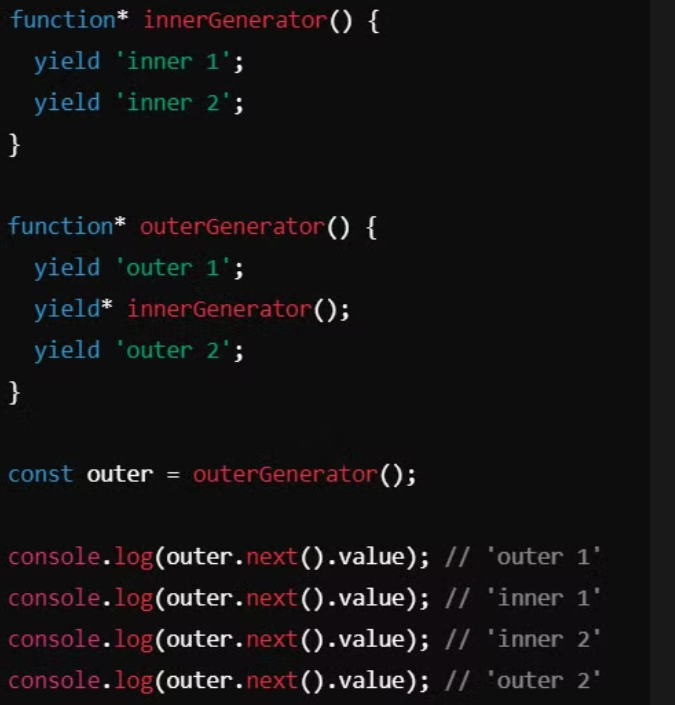 function* innerGenerator() {
  yield 'inner 1';
  yield 'inner 2';
}

function* outerGenerator() {
  yield 'outer 1';
  yield* innerGenerator();
  yield 'outer 2';
}

const outer = outerGenerator();

console.log(outer.next().value); // 'outer 1'
console.log(outer.next().value); // 'inner 1'
console.log(outer.next().value); // 'inner 2'
console.log(outer.next().value); // 'outer 2'